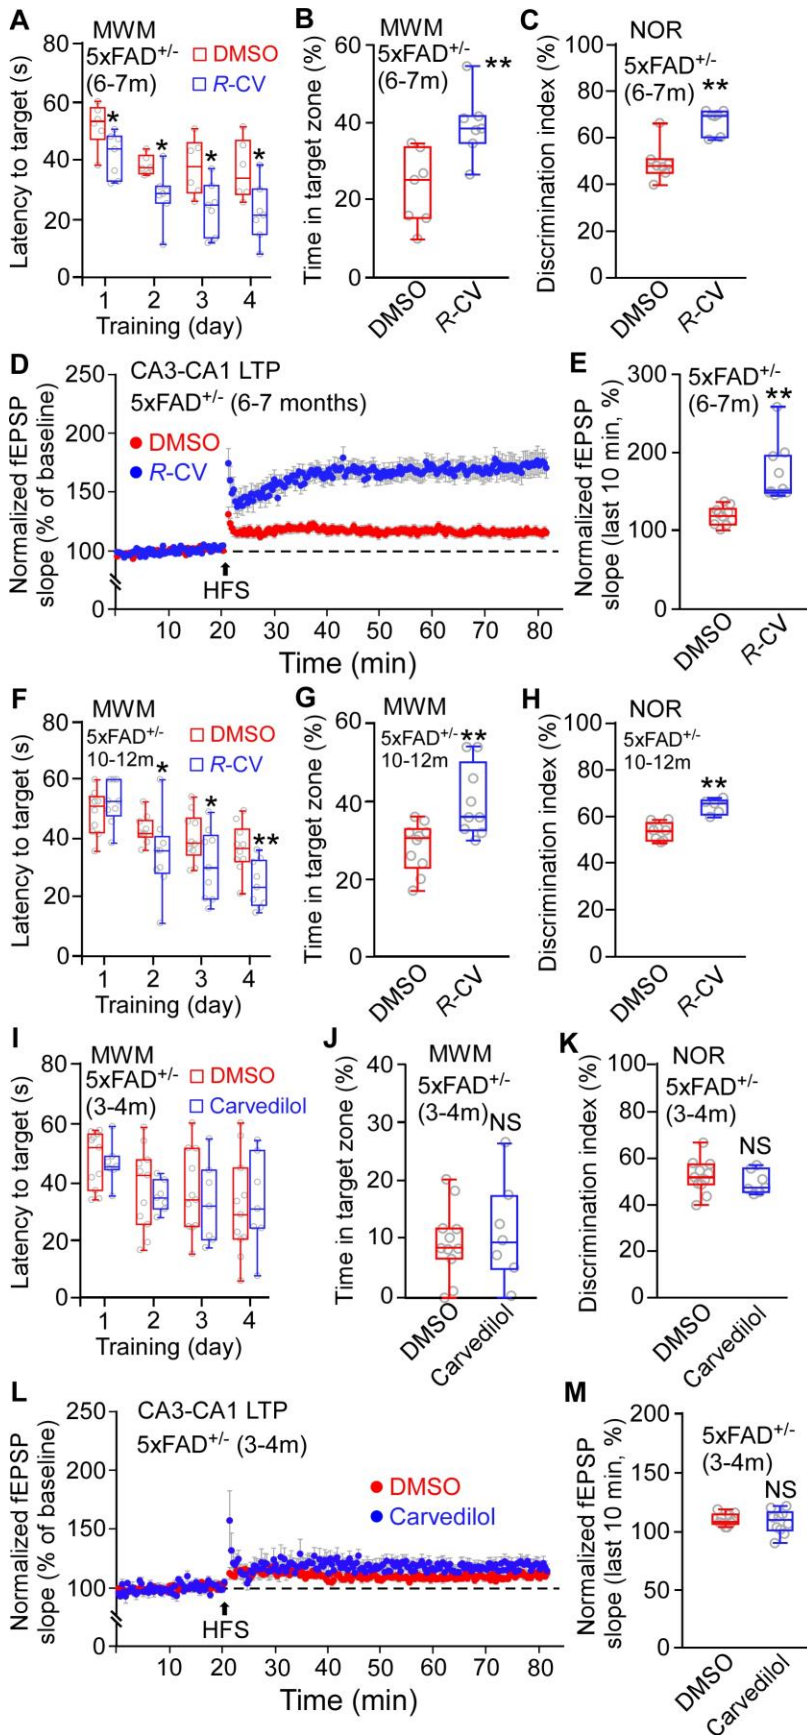 A
MWM
5xFAD+/-
(6-7m)
DMSO
R-CV
Latency to target (s)
80
60
40
20
0
* * * *
1 2 3 4
Training (day)
B
MWM
5xFAD+/-
(6-7m)
**
Time in target zone (%)
60
40
20
0
DMSO
R-CV
C
NOR
5xFAD+/-
(6-7m)
**
Discrimination index (%)
100
80
60
40
20
0
DMSO
R-CV
D
CA3-CA1 LTP
5xFAD+/- (6-7 months)
DMSO
R-CV
Normalized fEPSP
slope (% of baseline)
250
200
150
100
0
HFS
10 20 30 40 50 60 70 80
Time (min)
E
5xFAD+/-
(6-7m)
**
Normalized fEPSP
slope (last 10 min, %)
300
200
100
0
DMSO
R-CV
F
MWM
5xFAD+/-
10-12m
DMSO
R-CV
Latency to target (s)
80
60
40
20
0
* * **
1 2 3 4
Training (day)
G
MWM
5xFAD+/-
10-12m
**
Time in target zone (%)
60
40
20
0
DMSO
R-CV
H
NOR
5xFAD+/-
10-12m
**
Discrimination index (%)
100
80
60
40
20
0
DMSO
R-CV
I
MWM
5xFAD+/-
(3-4m)
DMSO
Carvedilol
Latency to target (s)
80
60
40
20
0
1 2 3 4
Training (day)
J
MWM
5xFAD+/-
(3-4m)
NS
Time in target zone (%)
40
30
20
10
0
DMSO
Carvedilol
K
NOR
5xFAD+/-
(3-4m)
NS
Discrimination index (%)
100
80
60
40
20
0
DMSO
Carvedilol
L
CA3-CA1 LTP
5xFAD+/- (3-4m)
DMSO
Carvedilol
Normalized fEPSP
slope (% of baseline)
250
200
150
100
0
HFS
10 20 30 40 50 60 70 80
Time (min)
M
5xFAD+/-
(3-4m)
NS
Normalized fEPSP
slope (last 10 min, %)
200
150
100
50
0
DMSO
Carvedilol